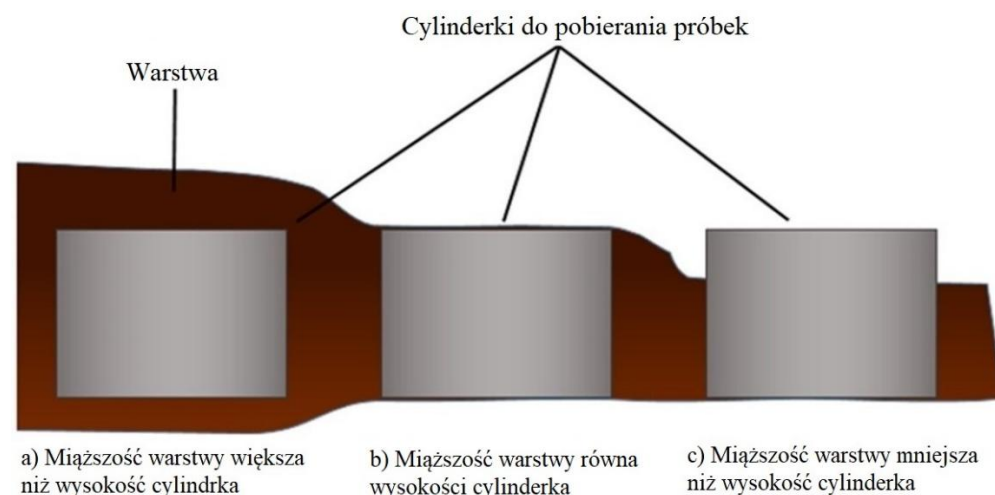 Cylinderki do pobierania próbek
Warstwa
a) Miąższość warstwy większa
niż wysokość cylindrka
b) Miąższość warstwy równa
wysokości cylinderka
c) Miąższość warstwy mniejsza
niż wysokość cylinderka